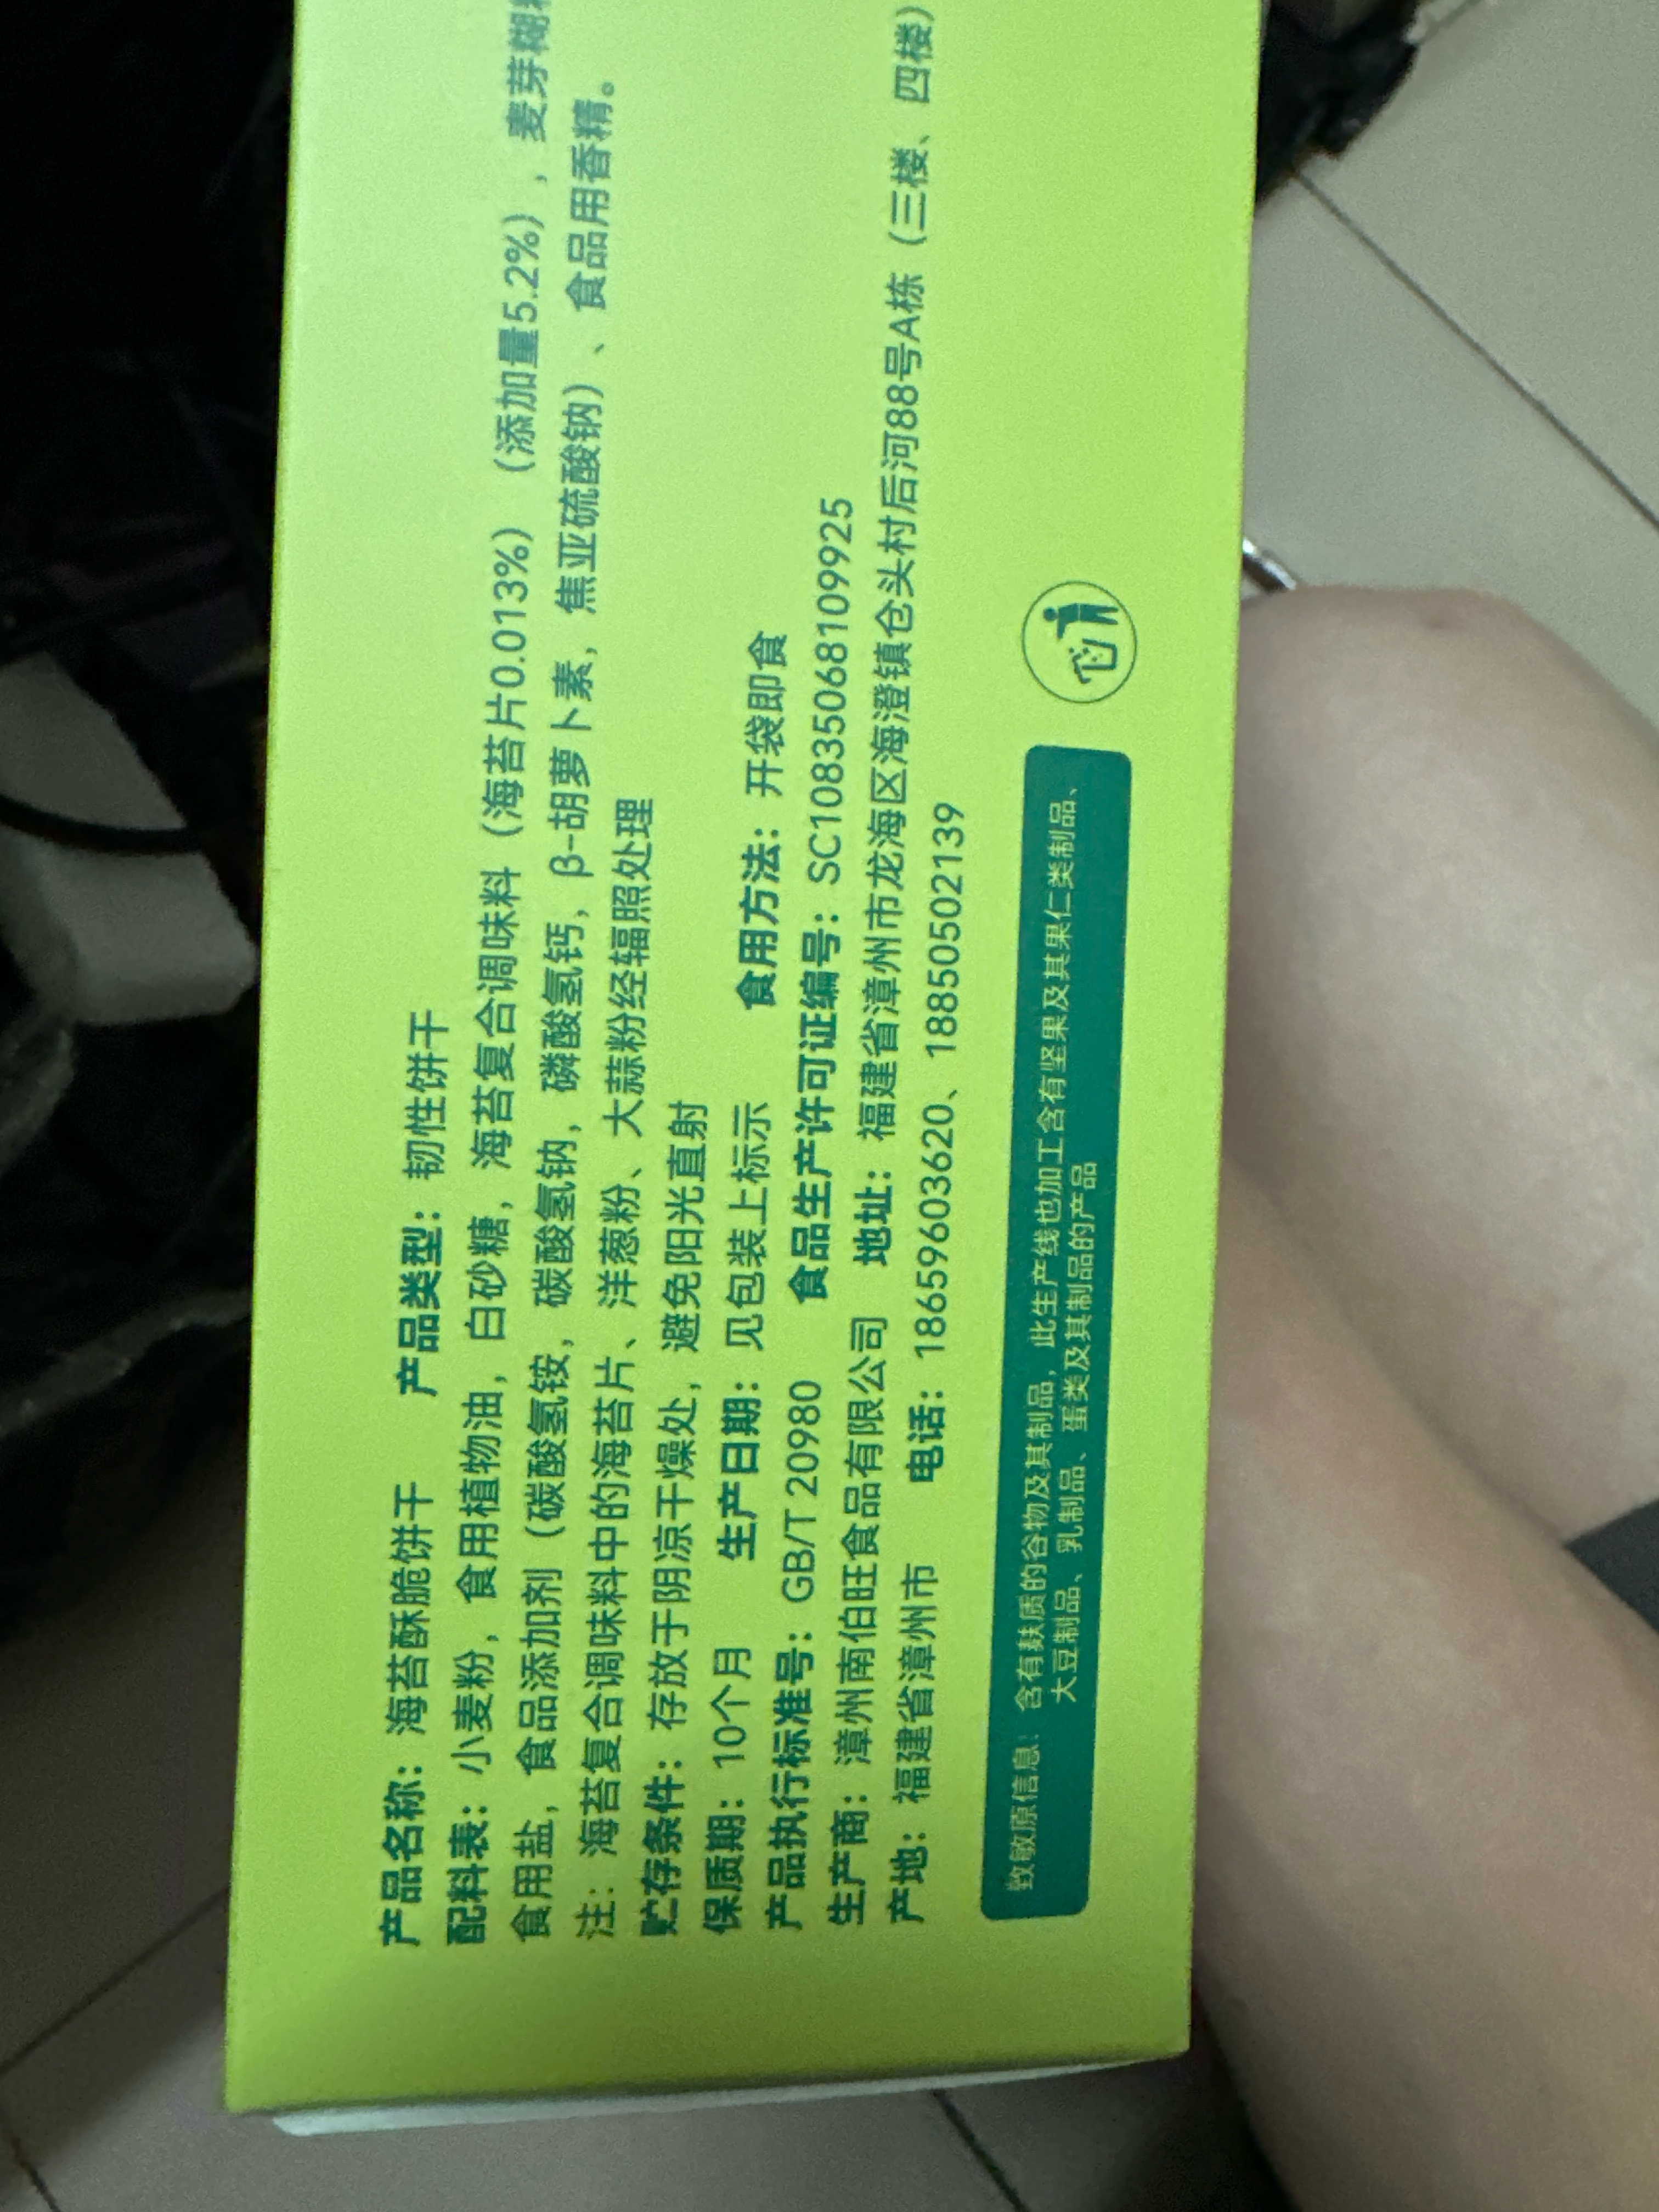 产品名称：海苔酥脆饼干 产品类型：韧性饼干
配料表：小麦粉，食用植物油，白砂糖，海苔复合调味料（海苔片0.013%）（添加量5.2%），麦芽糊
食用盐，食品添加剂（碳酸氢铵，碳酸氢钠，磷酸氢钙，β-胡萝卜素，焦亚硫酸钠）、食品用香精。
注：海苔复合调味料中的海苔片、洋葱粉、大蒜粉经辐照处理
贮存条件：存放于阴凉干燥处，避免阳光直射
保质期：10个月 生产日期：见包装上标示 食用方法：开袋即食
产品执行标准号：GB/T 20980 食品生产许可证编号：SC10835068109925
生产商：漳州南伯旺食品有限公司 地址：福建省漳州市龙海区海澄镇仓头村后河88号A栋（三楼、四楼）
产地：福建省漳州市 电话：18659603620、18850502139
致敏原信息：含有麸质的谷物及其制品，此生产线也加工含有坚果及其果仁类制品、
大豆制品、乳制品、蛋类及其制品的产品